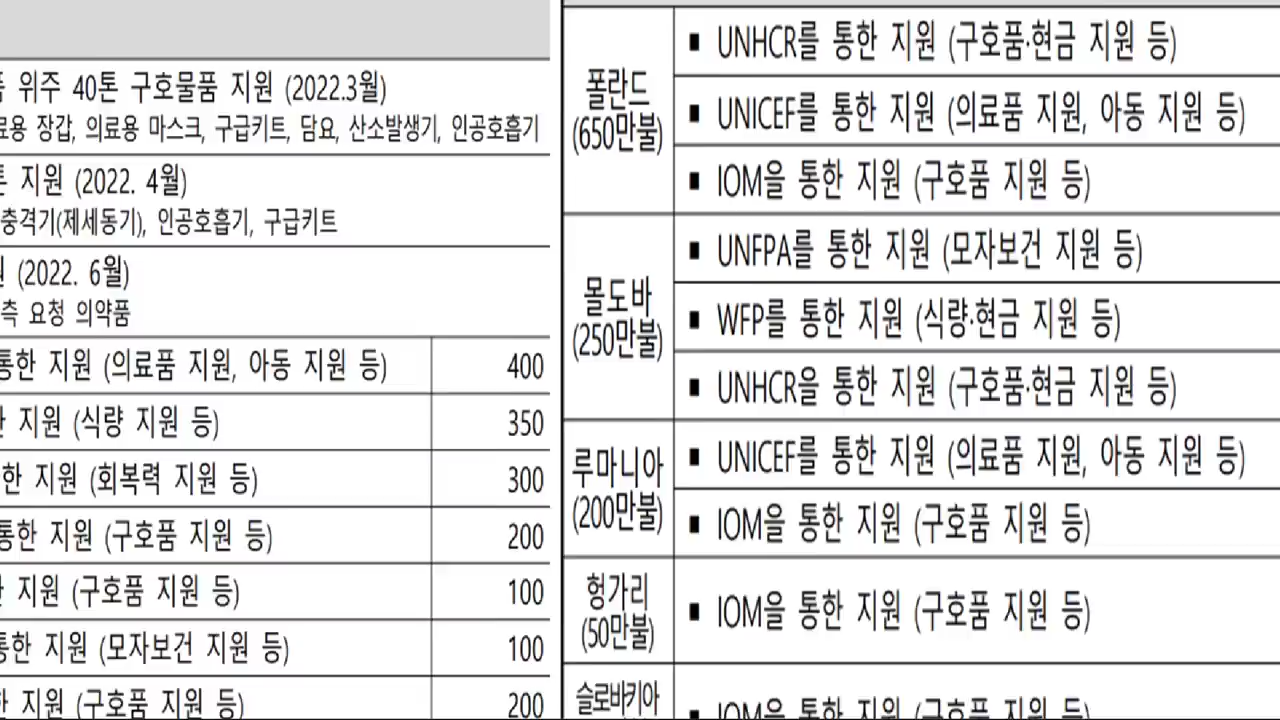 위주 40톤 구호물품 지원 (2022.3월)
장갑, 의료용 마스크, 구급키트, 담요, 산소발생기, 인공호흡기
지원 (2022. 4월)
충격기(제세동기), 인공호흡기, 구급키트
(2022. 6월)
측 요청 의약품
통한 지원 (의료품 지원, 아동 지원 등) 400
지원 (식량 지원 등) 350
한 지원 (회복력 지원 등) 300
통한 지원 (구호품 지원 등) 200
지원 (구호품 지원 등) 100
통한 지원 (모자보건 지원 등) 100
지원 (구호품 지원 등) 200
폴란드
(650만불)
■ UNHCR를 통한 지원 (구호품·현금 지원 등)
■ UNICEF를 통한 지원 (의료품 지원, 아동 지원 등)
■ IOM을 통한 지원 (구호품 지원 등)
몰도바
(250만불)
■ UNFPA를 통한 지원 (모자보건 지원 등)
■ WFP를 통한 지원 (식량·현금 지원 등)
■ UNHCR을 통한 지원 (구호품·현금 지원 등)
루마니아
(200만불)
■ UNICEF를 통한 지원 (의료품 지원, 아동 지원 등)
■ IOM을 통한 지원 (구호품 지원 등)
헝가리
(50만불)
■ IOM을 통한 지원 (구호품 지원 등)
슬로바키아
■ IOM을 통한 지원 (구호품 지원 등)